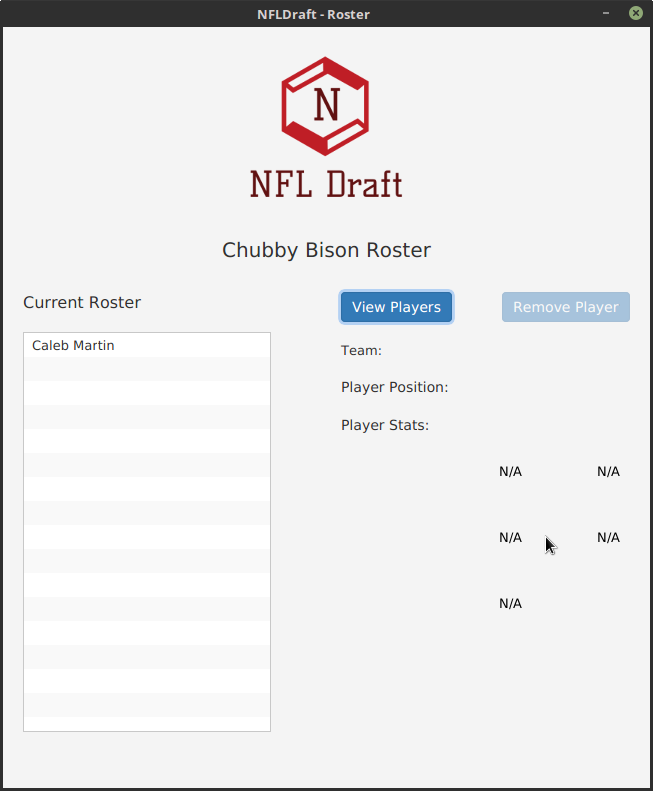 NFLDraft - Roster
N
NFL Draft
Chubby Bison Roster
Current Roster
View Players
Remove Player
Caleb Martin
Team:
Player Position:
Player Stats:
N/A N/A
N/A N/A
N/A